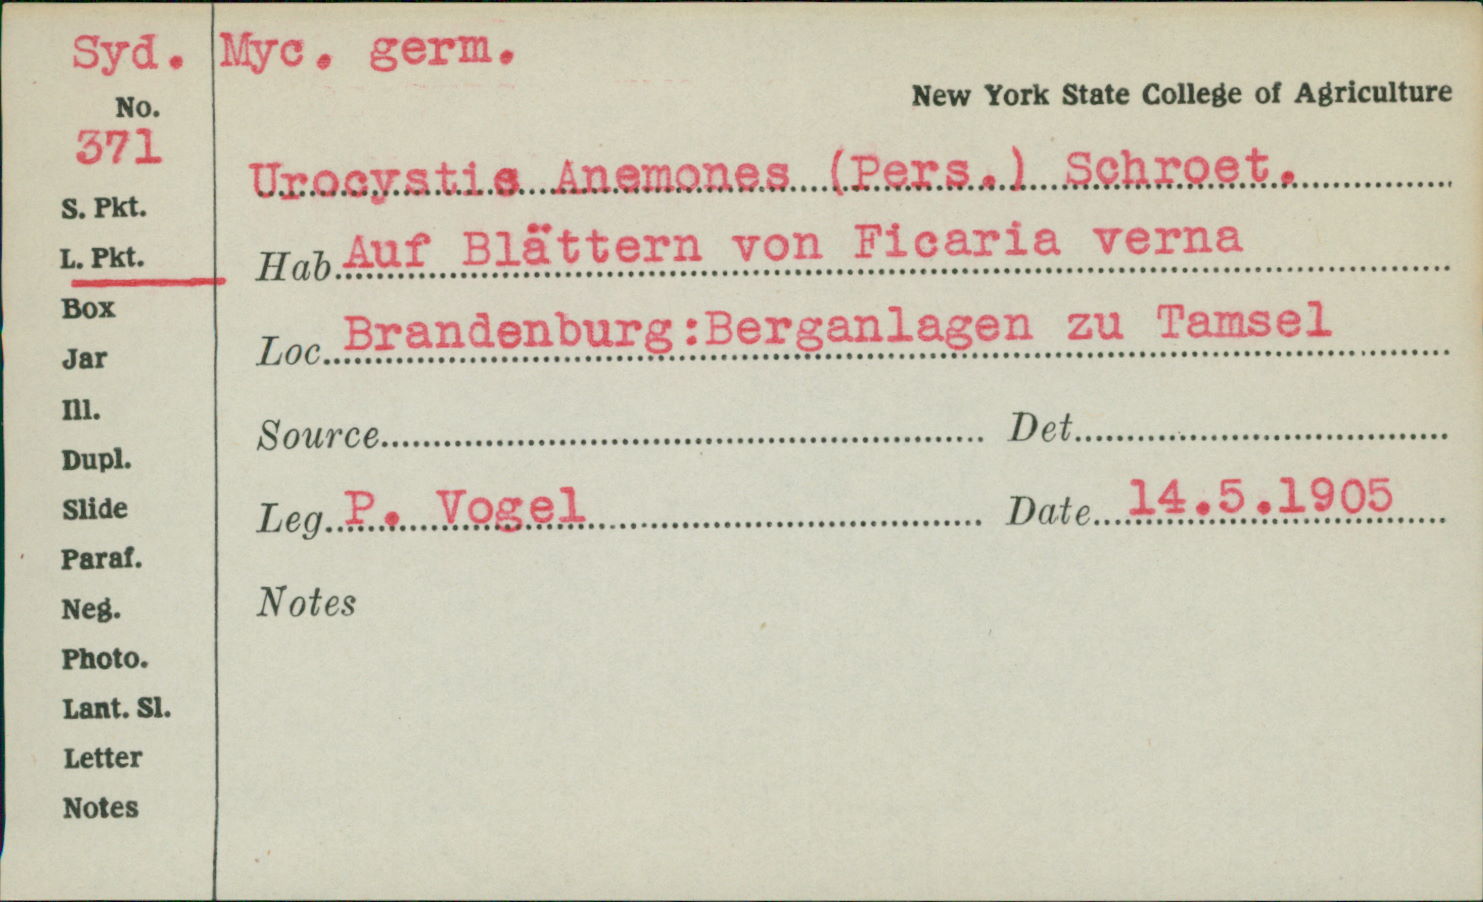 Syd. Myc. germ.
New York State College of Agriculture
No.
371
Urocystis Anemones (Pers.) Schroet.
S. Pkt.
Hab. Auf Blättern von Ficaria verna
L. Pkt.
Box
Loc. Brandenburg:Berganlagen zu Tamsel
Jar
Ill.
Source Det.
Dupl.
Slide
Leg. P. Vogel Date 14.5.1905
Paraf.
Neg.
Notes
Photo.
Lant. Sl.
Letter
Notes